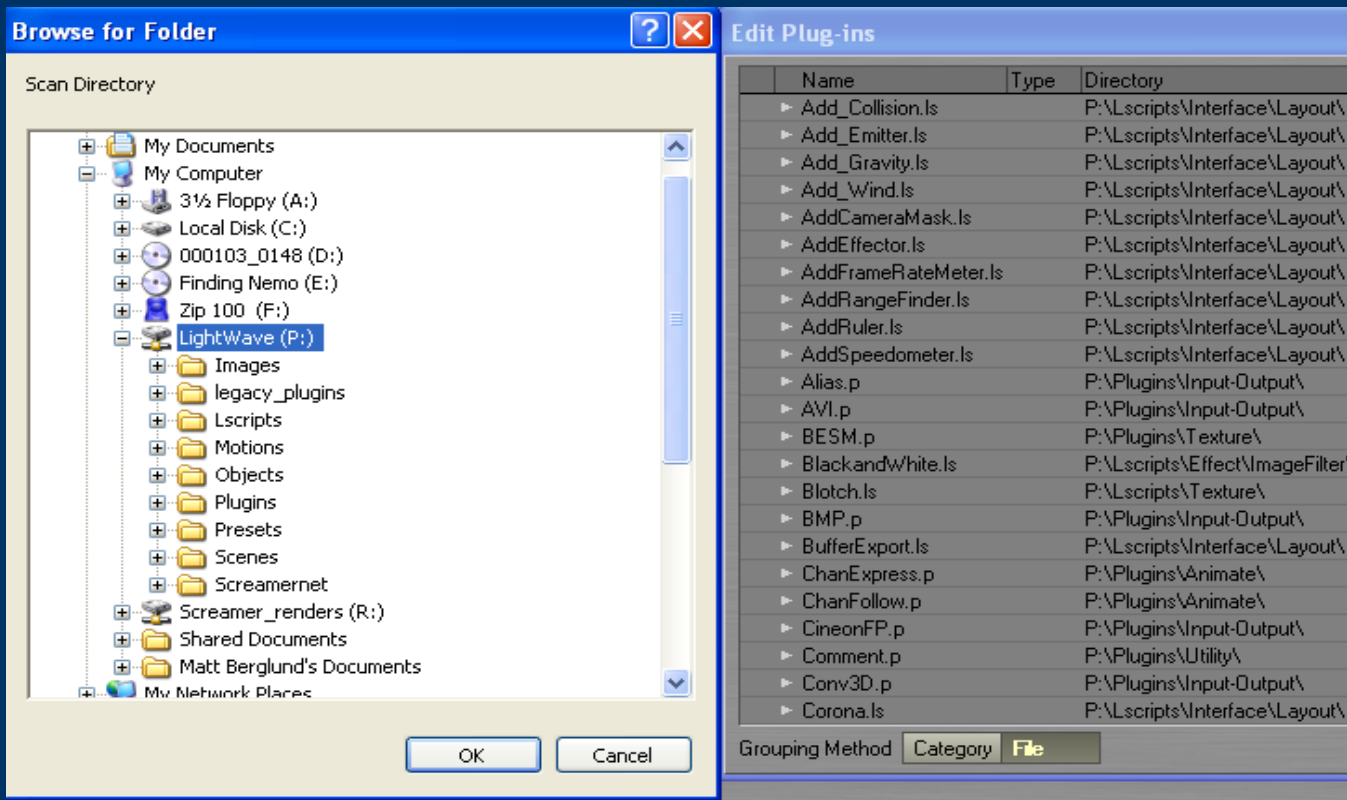 Browse for Folder
Scan Directory
My Documents
My Computer
3½ Floppy (A:)
Local Disk (C:)
000103_0148 (D:)
Finding Nemo (E:)
Zip 100 (F:)
LightWave (P:)
Images
legacy_plugins
Lscripts
Motions
Objects
Plugins
Presets
Scenes
Screamernet
Screamer_renders (R:)
Shared Documents
Matt Berglund's Documents
My Network Places
OK Cancel
Edit Plug-ins
Name Type Directory
Add_Collision.ls P:\Lscripts\Interface\Layout\
Add_Emitter.ls P:\Lscripts\Interface\Layout\
Add_Gravity.ls P:\Lscripts\Interface\Layout\
Add_Wind.ls P:\Lscripts\Interface\Layout\
AddCameraMask.ls P:\Lscripts\Interface\Layout\
AddEffector.ls P:\Lscripts\Interface\Layout\
AddFrameRateMeter.ls P:\Lscripts\Interface\Layout\
AddRangeFinder.ls P:\Lscripts\Interface\Layout\
AddRuler.ls P:\Lscripts\Interface\Layout\
AddSpeedometer.ls P:\Lscripts\Interface\Layout\
Alias.p P:\Plugins\Input-Output\
AVI.p P:\Plugins\Input-Output\
BESM.p P:\Plugins\Texture\
BlackandWhite.ls P:\Lscripts\Effect\ImageFilter\
Blotch.ls P:\Lscripts\Texture\
BMP.p P:\Plugins\Input-Output\
BufferExport.ls P:\Lscripts\Interface\Layout\
ChanExpress.p P:\Plugins\Animate\
ChanFollow.p P:\Plugins\Animate\
CineonFP.p P:\Plugins\Input-Output\
Comment.p P:\Plugins\Utility\
Conv3D.p P:\Plugins\Input-Output\
Corona.ls P:\Lscripts\Interface\Layout\
Grouping Method Category File